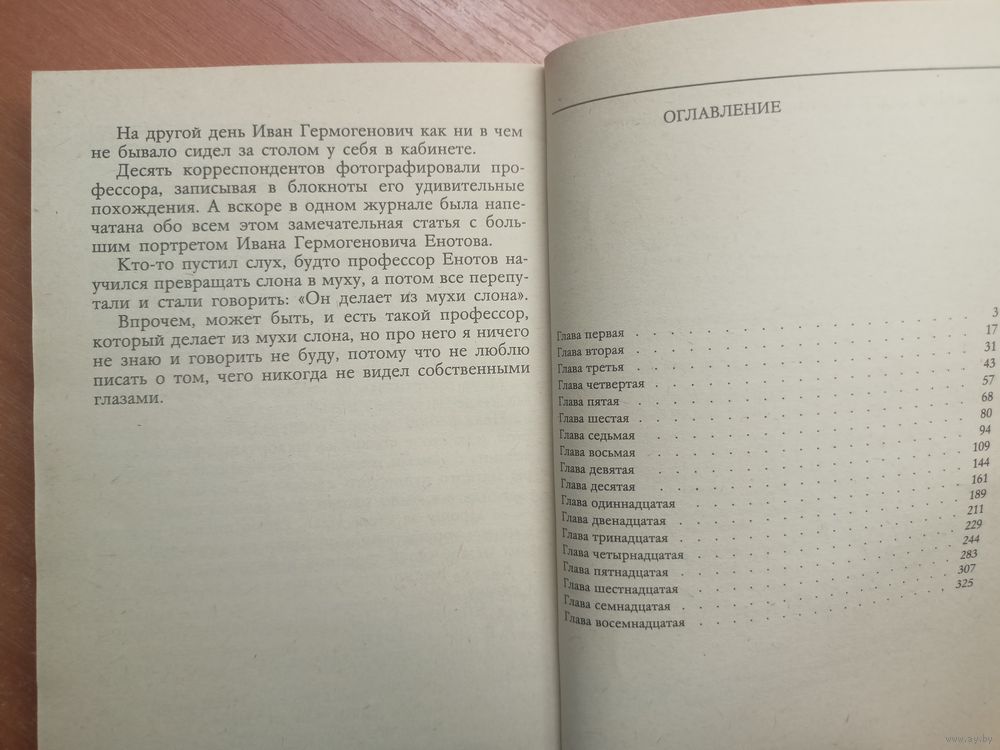 На другой день Иван Гермогенович как ни в чем
не бывало сидел за столом у себя в кабинете.
Десять корреспондентов фотографировали про-
фессора, записывая в блокноты его удивительные
похождения. А вскоре в одном журнале была напе-
чатана обо всем этом замечательная статья с боль-
шим портретом Ивана Гермогеновича Енотова.
Кто-то пустил слух, будто профессор Енотов на-
учился превращать слона в муху, а потом все перепу-
тали и стали говорить: «Он делает из мухи слона».
Впрочем, может быть, и есть такой профессор,
который делает из мухи слона, но про него я ничего
не знаю и говорить не буду, потому что не люблю
писать о том, чего никогда не видел собственными
глазами.
ОГЛАВЛЕНИЕ
Глава первая . . . . . . . . . . . . . . . . 3
Глава вторая . . . . . . . . . . . . . . . . 17
Глава третья . . . . . . . . . . . . . . . . 31
Глава четвертая . . . . . . . . . . . . . . . 43
Глава пятая . . . . . . . . . . . . . . . . 57
Глава шестая . . . . . . . . . . . . . . . . 68
Глава седьмая . . . . . . . . . . . . . . . 80
Глава восьмая . . . . . . . . . . . . . . . 94
Глава девятая . . . . . . . . . . . . . . . 109
Глава десятая . . . . . . . . . . . . . . . 144
Глава одиннадцатая . . . . . . . . . . . . . 161
Глава двенадцатая . . . . . . . . . . . . . 189
Глава тринадцатая . . . . . . . . . . . . . 211
Глава четырнадцатая . . . . . . . . . . . . 229
Глава пятнадцатая . . . . . . . . . . . . . 244
Глава шестнадцатая . . . . . . . . . . . . . 283
Глава семнадцатая . . . . . . . . . . . . . 307
Глава восемнадцатая . . . . . . . . . . . . 325
www.ay.by